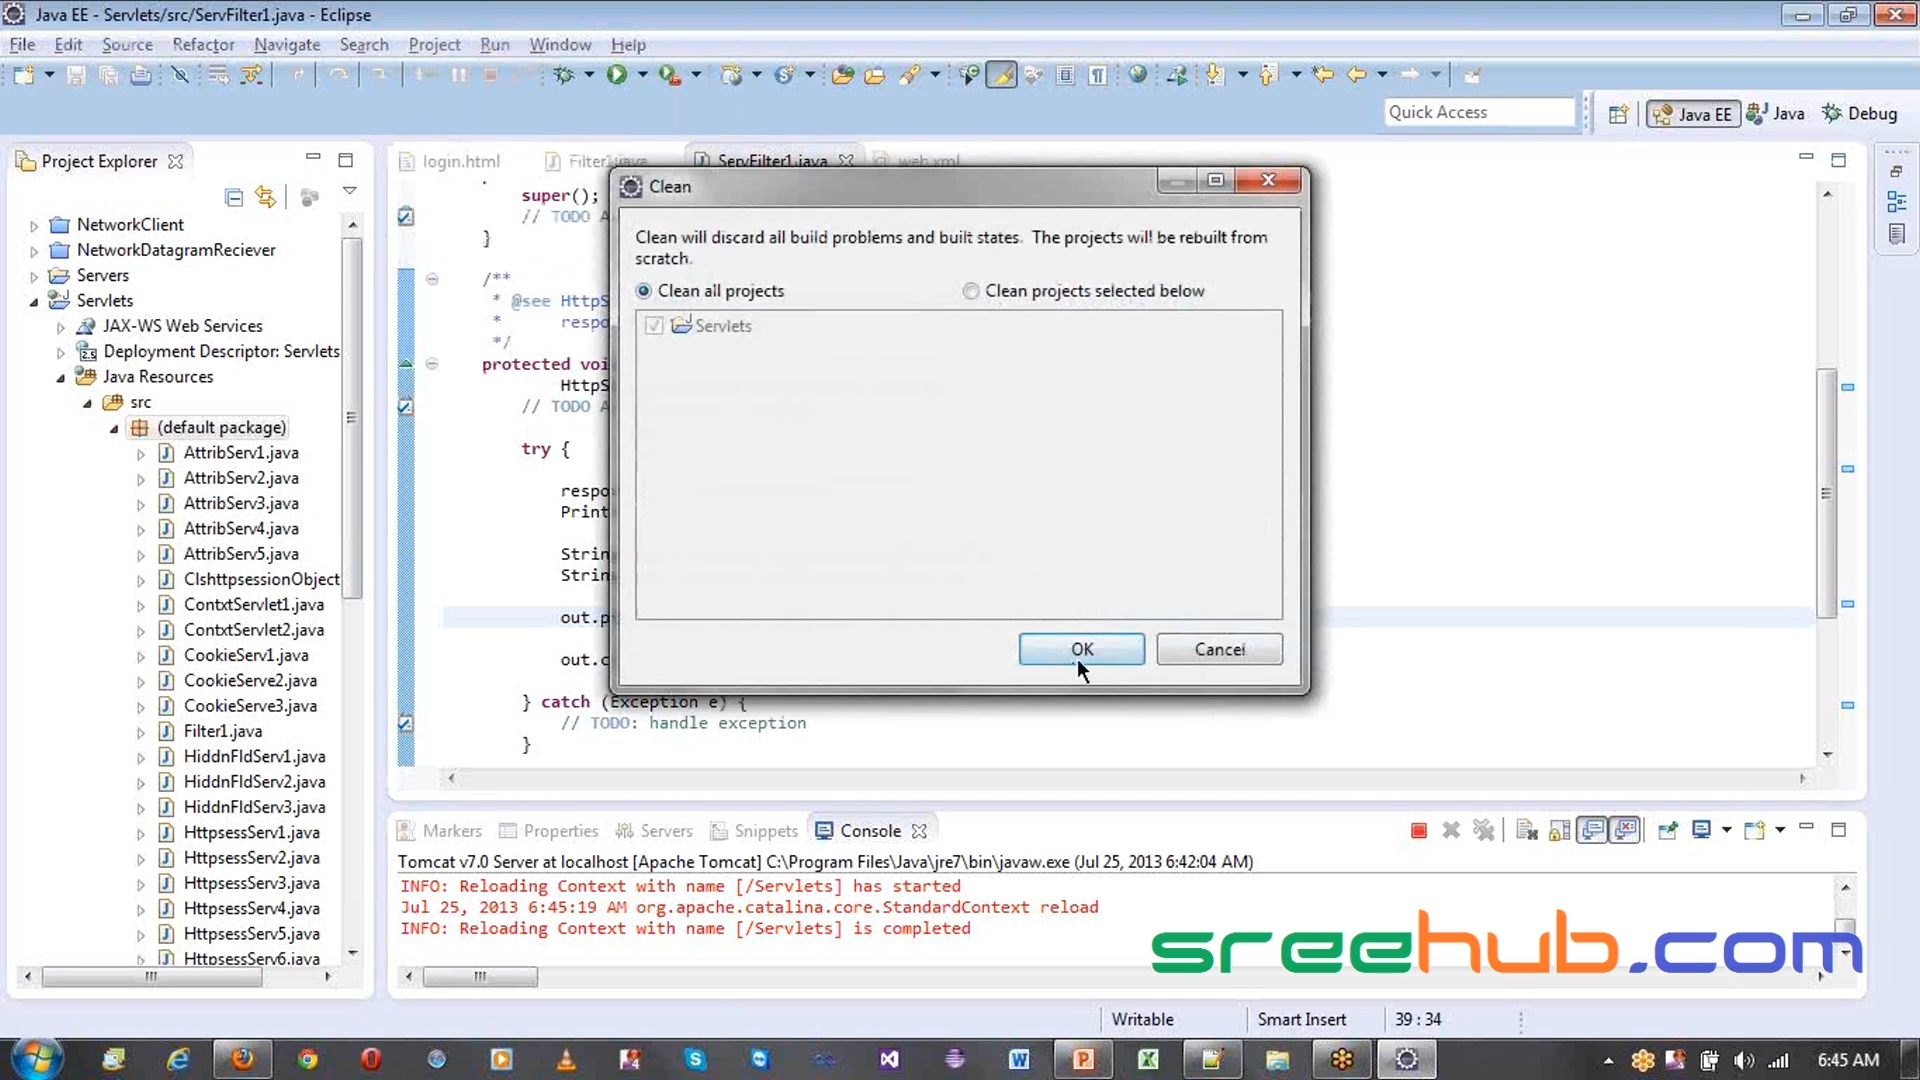 Java EE - Servlets/src/ServFilter1.java - Eclipse
File Edit Source Refactor Navigate Search Project Run Window Help
Quick Access
Java EE
Java
Debug
Project Explorer
NetworkClient
NetworkDatagramReciever
Servers
Servlets
JAX-WS Web Services
Deployment Descriptor: Servlets
Java Resources
src
(default package)
AttribServ1.java
AttribServ2.java
AttribServ3.java
AttribServ4.java
AttribServ5.java
ClshttpsessionObject
ContxtServlet1.java
ContxtServlet2.java
CookieServ1.java
CookieServe2.java
CookieServe3.java
Filter1.java
HiddnFldServ1.java
HiddnFldServ2.java
HiddnFldServ3.java
HttpsessServ1.java
HttpsessServ2.java
HttpsessServ3.java
HttpsessServ4.java
HttpsessServ5.java
HttpsessServ6.java
login.html
Filter1.java
ServFilter1.java
web.xml
super();
// TODO A
}
/**
* @see HttpS
* respo
*/
protected voi
HttpS
// TODO A
try {
respo
Print
Strin
Strin
out.p
out.c
} catch (Exception e) {
// TODO: handle exception
}
Clean
Clean will discard all build problems and built states. The projects will be rebuilt from
scratch.
Clean all projects
Clean projects selected below
Servlets
OK
Cancel
Markers
Properties
Servers
Snippets
Console
Tomcat v7.0 Server at localhost [Apache Tomcat] C:\Program Files\Java\jre7\bin\javaw.exe (Jul 25, 2013 6:42:04 AM)
INFO: Reloading Context with name [/Servlets] has started
Jul 25, 2013 6:45:19 AM org.apache.catalina.core.StandardContext reload
INFO: Reloading Context with name [/Servlets] is completed
sreehub.com
Writable
Smart Insert
39 : 34
6:45 AM